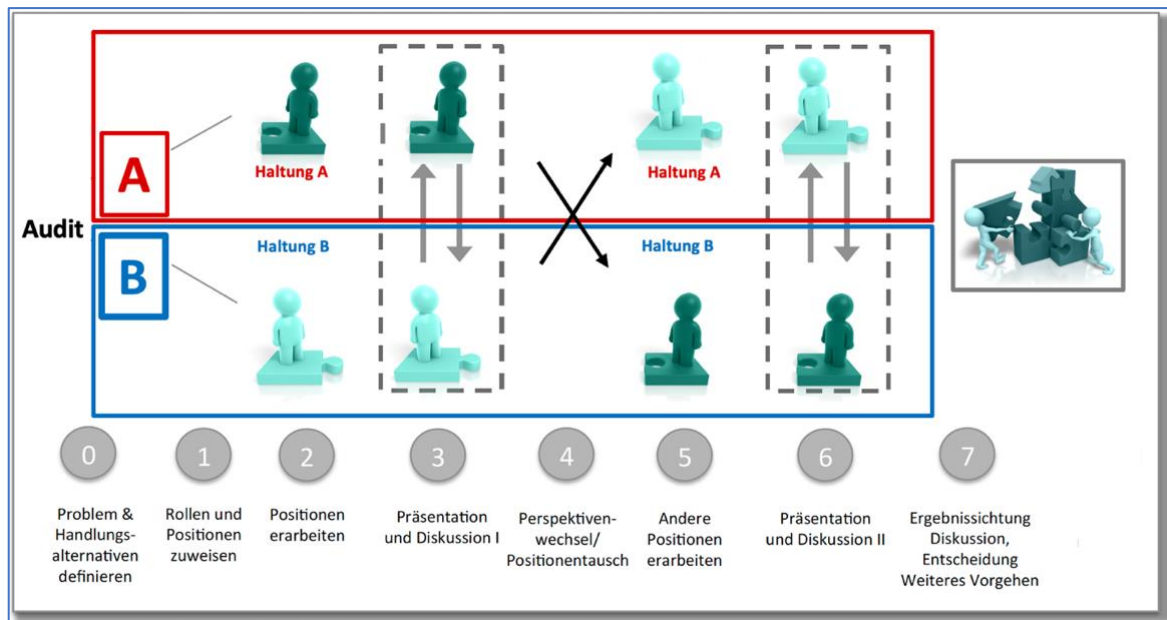 A
Haltung A
Haltung A
Audit
B
Haltung B
Haltung B
0
1
2
3
4
5
6
7
Problem &
Handlungs-
alternativen
definieren
Rollen und
Positionen
zuweisen
Positionen
erarbeiten
Präsentation
und Diskussion I
Perspektiven-
wechsel/
Positionentausch
Andere
Positionen
erarbeiten
Präsentation
und Diskussion II
Ergebnissichtung
Diskussion,
Entscheidung
Weiteres Vorgehen